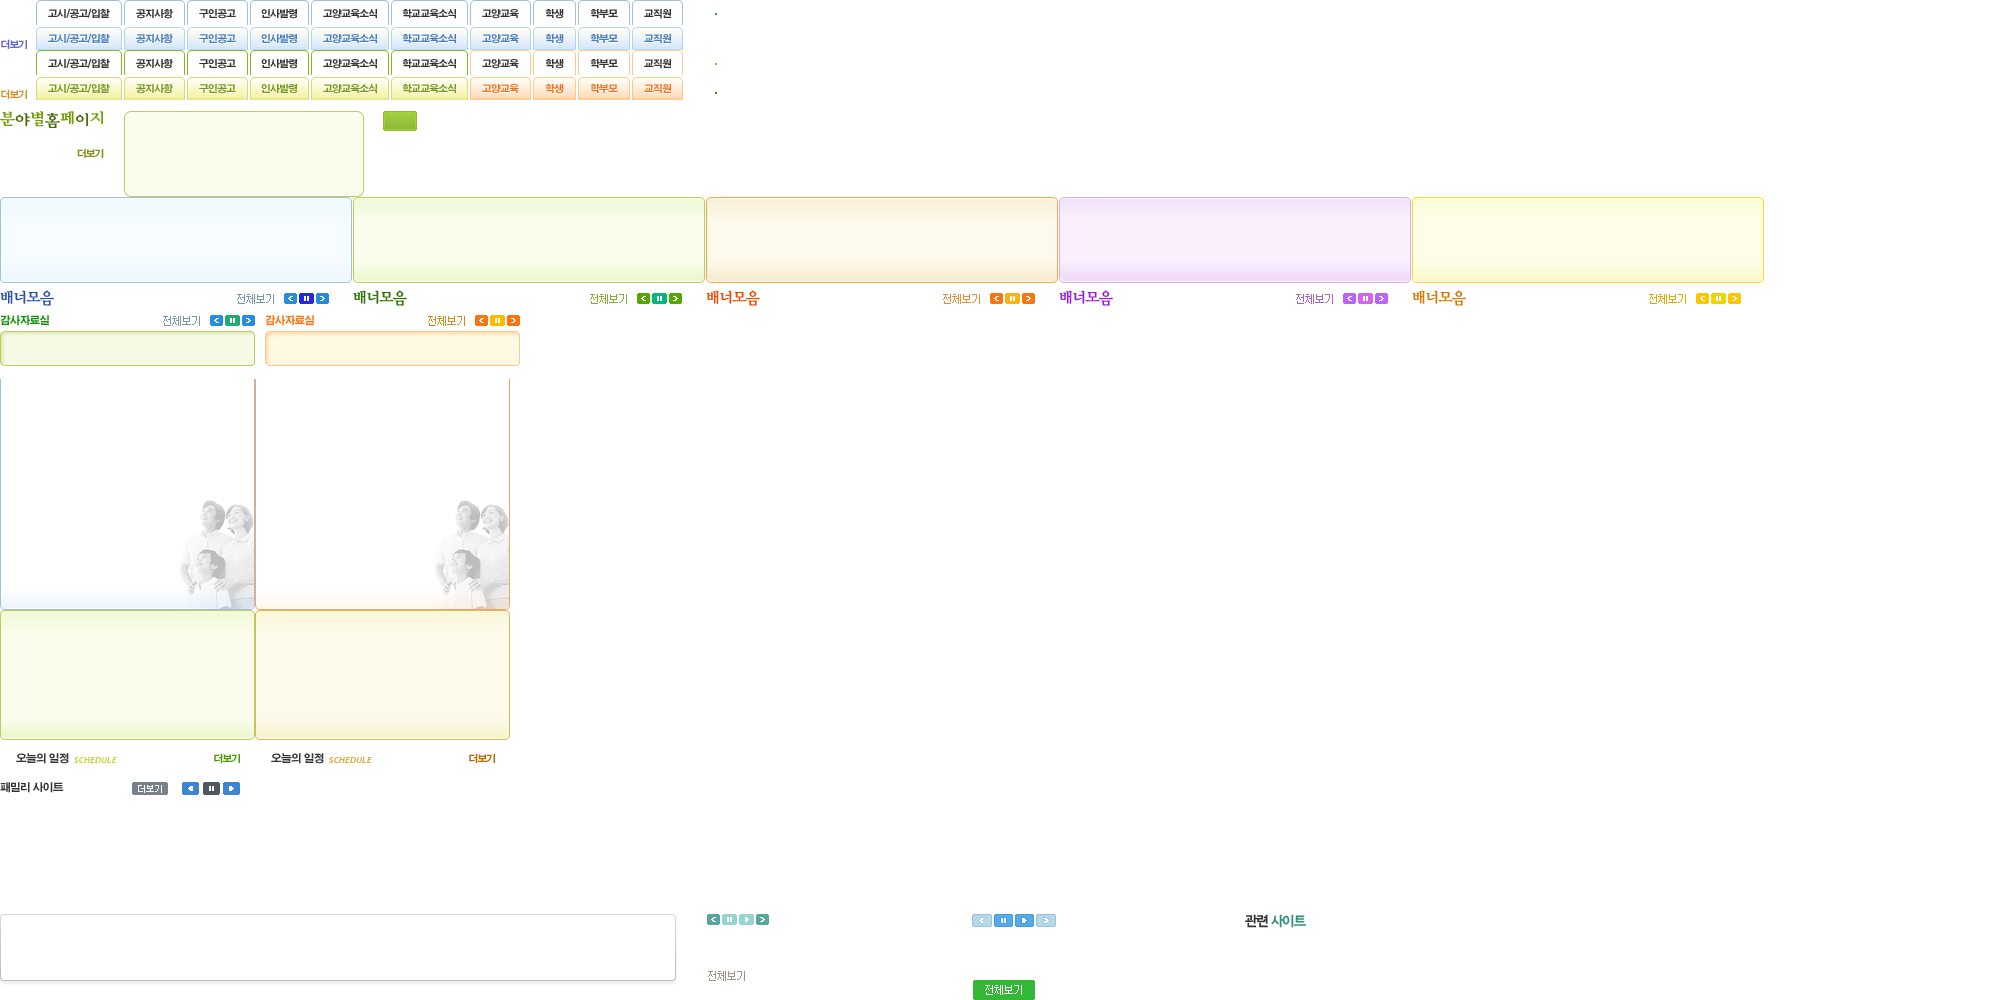 고시/공고/입찰 공지사항 구인공고 인사발령 고양교육소식 학교교육소식 고양교육 학생 학부모 교직원
더보기 고시/공고/입찰 공지사항 구인공고 인사발령 고양교육소식 학교교육소식 고양교육 학생 학부모 교직원
고시/공고/입찰 공지사항 구인공고 인사발령 고양교육소식 학교교육소식 고양교육 학생 학부모 교직원
더보기 고시/공고/입찰 공지사항 구인공고 인사발령 고양교육소식 학교교육소식 고양교육 학생 학부모 교직원
분야별홈페이지
더보기
배너모음 전체보기 배너모음 전체보기 배너모음 전체보기 배너모음 전체보기 배너모음 전체보기
감사자료실 전체보기 감사자료실 전체보기
오늘의 일정 SCHEDULE 더보기 오늘의 일정 SCHEDULE 더보기
패밀리 사이트 더보기
관련 사이트
전체보기
전체보기